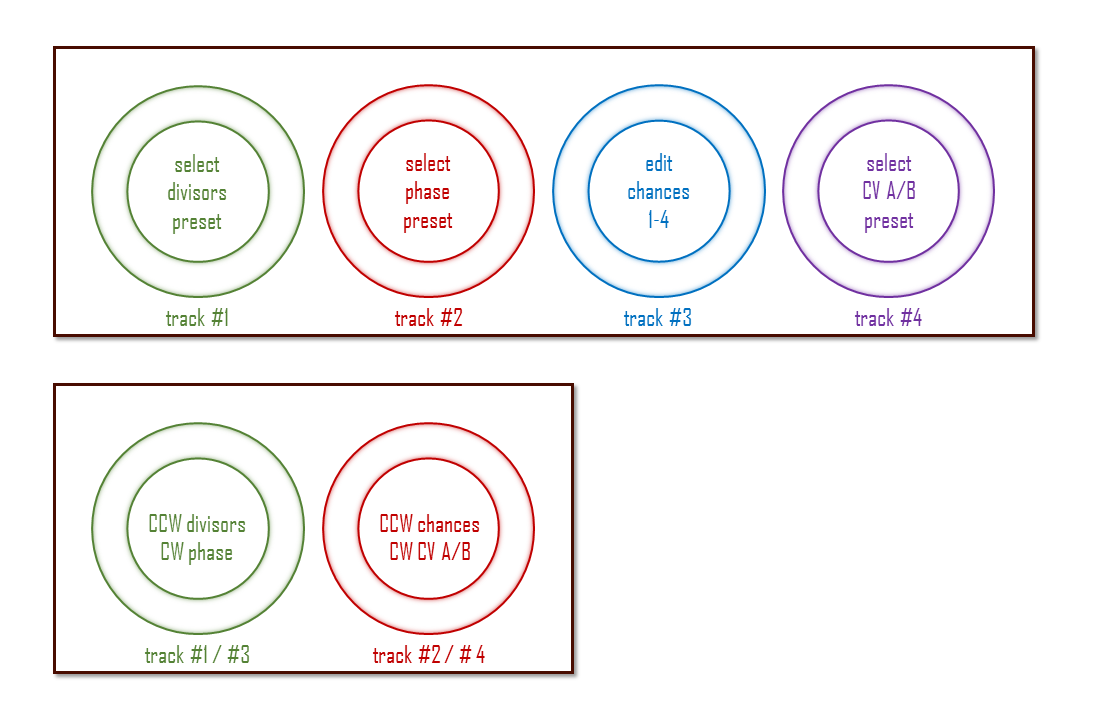 select
divisors
preset
select
phase
preset
edit
chances
1-4
select
CV A/B
preset
track #1
track #2
track #3
track #4
CCW divisors
CW phase
CCW chances
CW CV A/B
track #1 / #3
track #2 / # 4